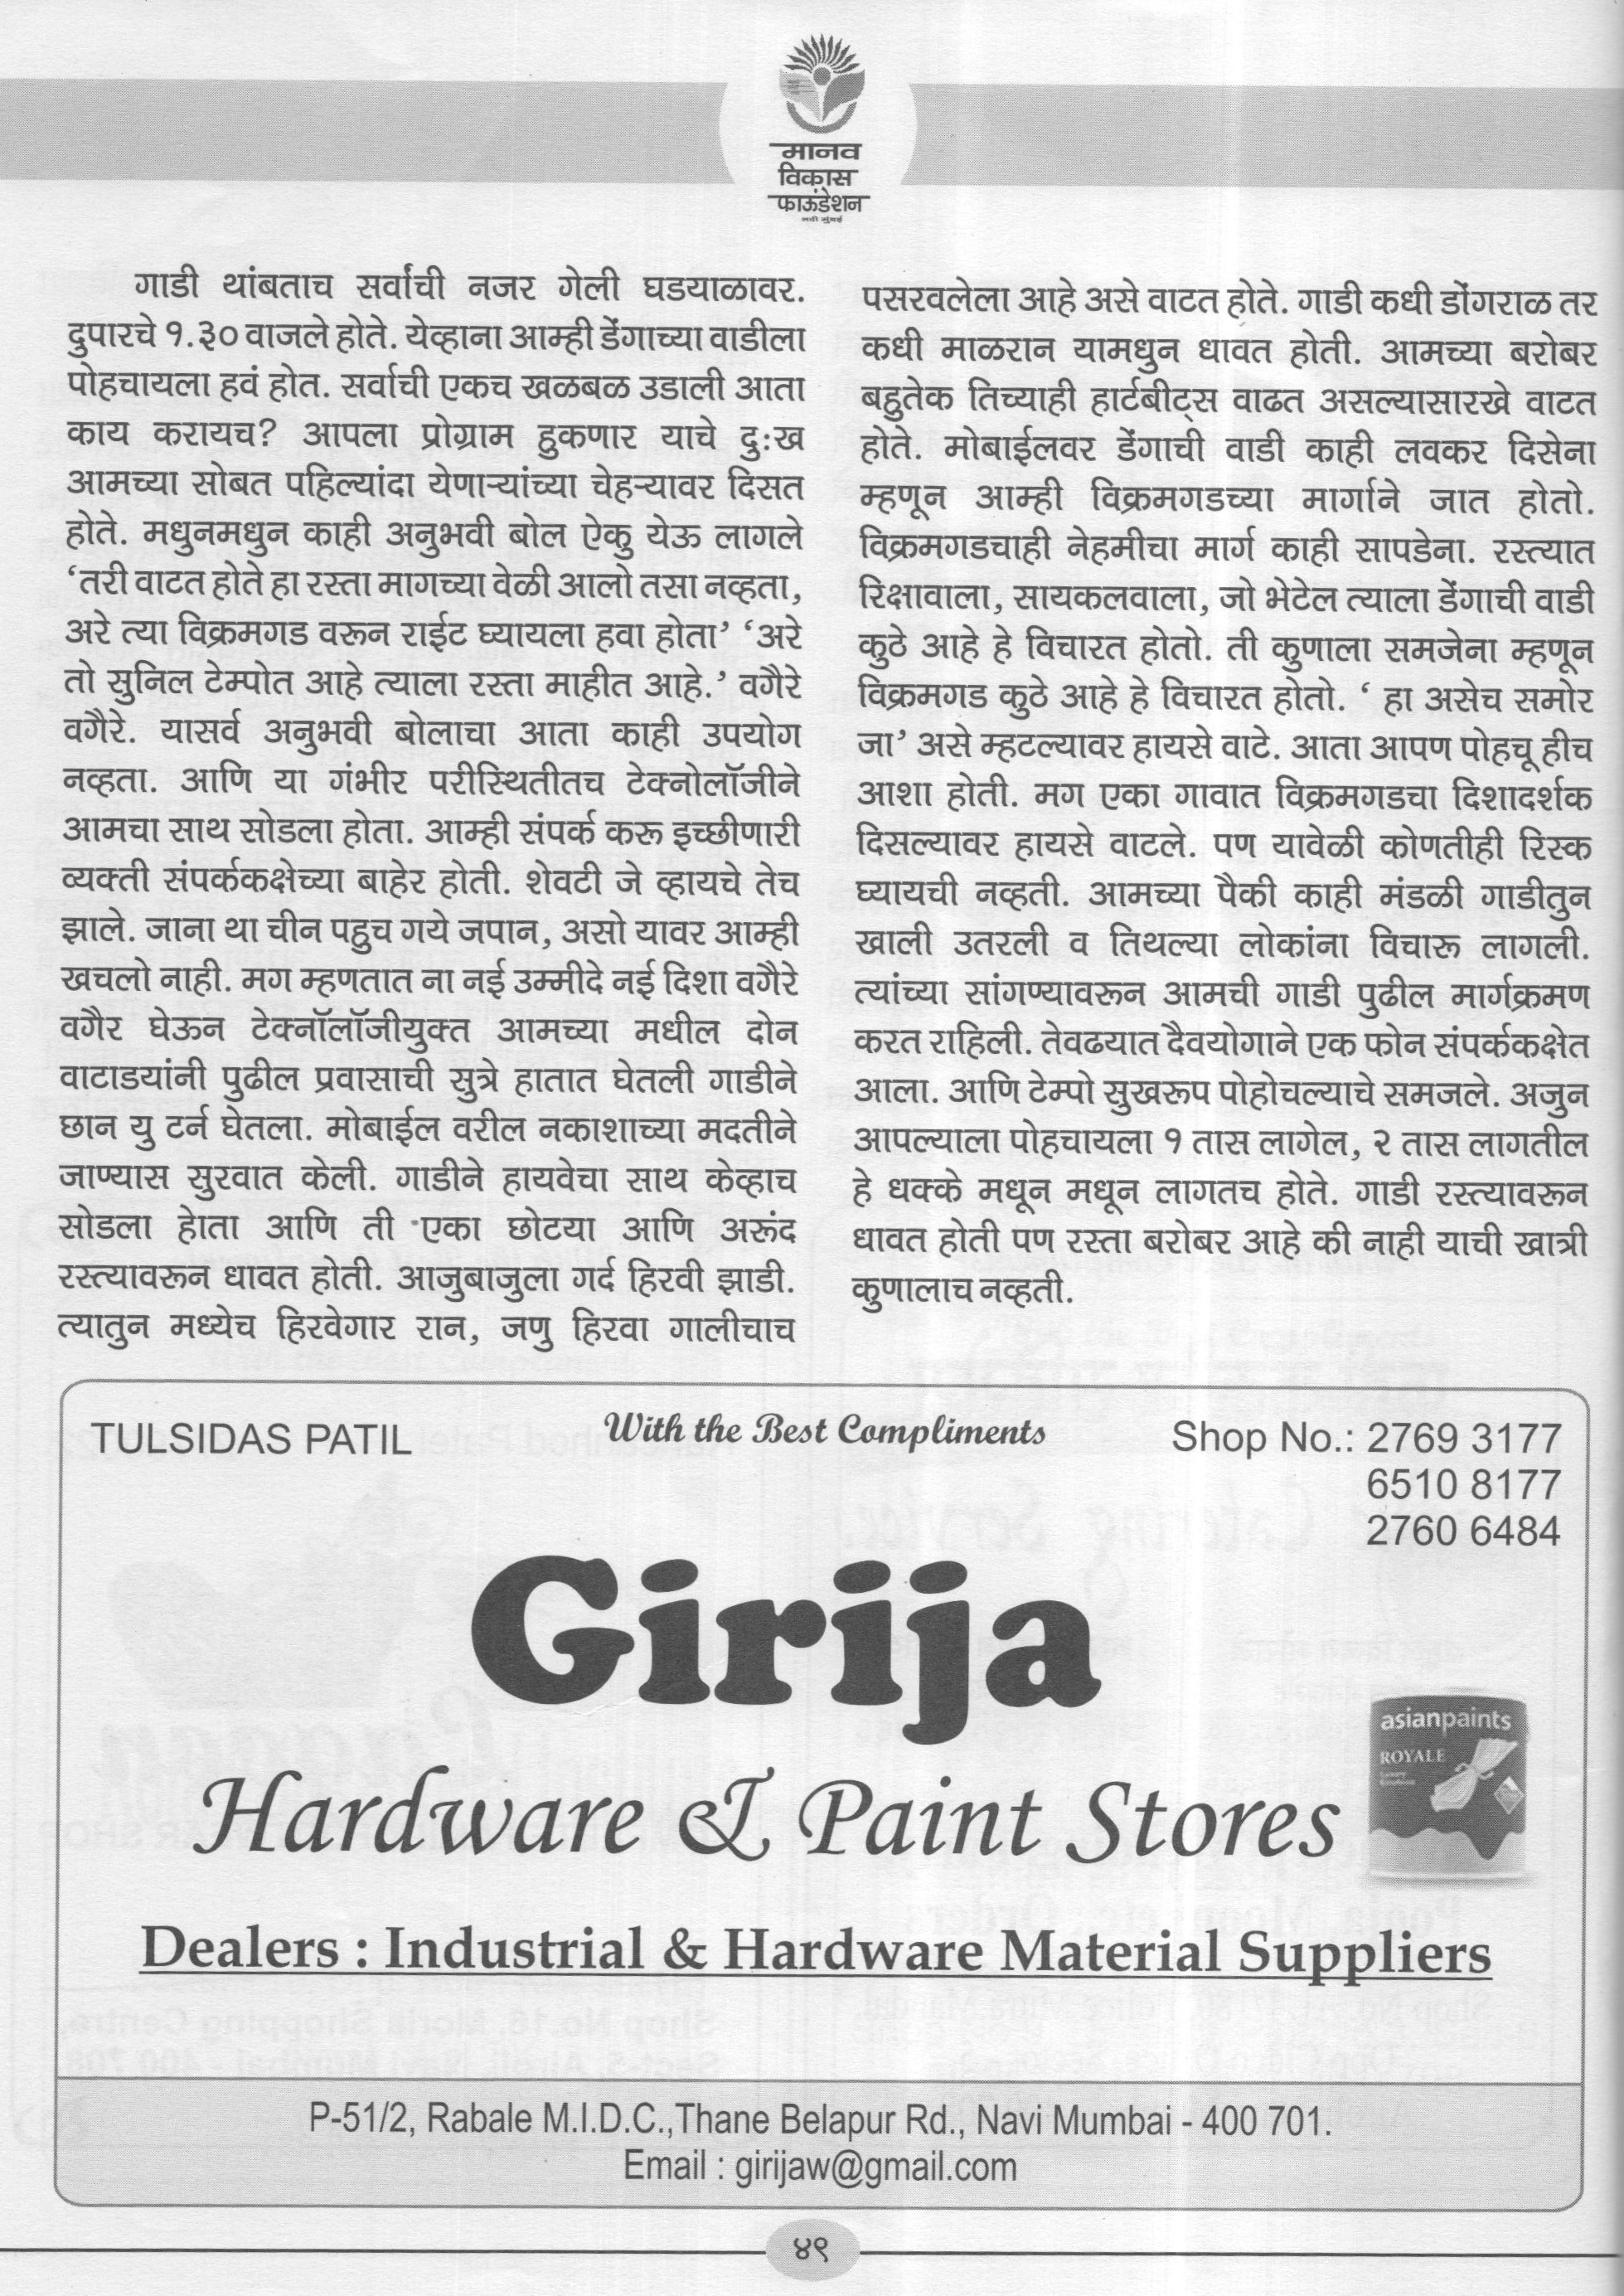 मानव
विकास
फाऊंडेशन
नवी मुंबई
गाडी थांबताच सर्वांची नजर गेली घडयाळावर.
दुपारचे १.३० वाजले होते. येव्हाना आम्ही डेंगाच्या वाडीला
पोहचायला हवं होत. सर्वाची एकच खळबळ उडाली आता
काय करायच? आपला प्रोग्राम हुकणार याचे दुःख
आमच्या सोबत पहिल्यांदा येणाऱ्यांच्या चेहऱ्यावर दिसत
होते. मधुनमधुन काही अनुभवी बोल ऐकु येऊ लागले
‘तरी वाटत होते हा रस्ता मागच्या वेळी आलो तसा नव्हता,
अरे त्या विक्रमगड वरून राईट घ्यायला हवा होता’ ‘अरे
तो सुनिल टेम्पोत आहे त्याला रस्ता माहीत आहे.’ वगैरे
वगैरे. यासर्व अनुभवी बोलाचा आता काही उपयोग
नव्हता. आणि या गंभीर परीस्थितीतच टेक्नोलॉजीने
आमचा साथ सोडला होता. आम्ही संपर्क करू इच्छीणारी
व्यक्ती संपर्ककक्षेच्या बाहेर होती. शेवटी जे व्हायचे तेच
झाले. जाना था चीन पहुच गये जपान, असो यावर आम्ही
खचलो नाही. मग म्हणतात ना नई उम्मीदे नई दिशा वगैरे
वगैर घेऊन टेक्नॉलॉजीयुक्त आमच्या मधील दोन
वाटाडयांनी पुढील प्रवासाची सुत्रे हातात घेतली गाडीने
छान यु टर्न घेतला. मोबाईल वरील नकाशाच्या मदतीने
जाण्यास सुरवात केली. गाडीने हायवेचा साथ केव्हाच
सोडला हेाता आणि ती एका छोटया आणि अरूंद
रस्त्यावरून धावत होती. आजुबाजुला गर्द हिरवी झाडी.
त्यातुन मध्येच हिरवेगार रान, जणु हिरवा गालीचाच
पसरवलेला आहे असे वाटत होते. गाडी कधी डोंगराळ तर
कधी माळरान यामधुन धावत होती. आमच्या बरोबर
बहुतेक तिच्याही हार्टबीट्स वाढत असल्यासारखे वाटत
होते. मोबाईलवर डेंगाची वाडी काही लवकर दिसेना
म्हणून आम्ही विक्रमगडच्या मार्गाने जात होतो.
विक्रमगडचाही नेहमीचा मार्ग काही सापडेना. रस्त्यात
रिक्षावाला, सायकलवाला, जो भेटेल त्याला डेंगाची वाडी
कुठे आहे हे विचारत होतो. ती कुणाला समजेना म्हणून
विक्रमगड कुठे आहे हे विचारत होतो. ‘ हा असेच समोर
जा’ असे म्हटल्यावर हायसे वाटे. आता आपण पोहचू हीच
आशा होती. मग एका गावात विक्रमगडचा दिशादर्शक
दिसल्यावर हायसे वाटले. पण यावेळी कोणतीही रिस्क
घ्यायची नव्हती. आमच्या पैकी काही मंडळी गाडीतुन
खाली उतरली व तिथल्या लोकांना विचारू लागली.
त्यांच्या सांगण्यावरून आमची गाडी पुढील मार्गक्रमण
करत राहिली. तेवढयात दैवयोगाने एक फोन संपर्ककक्षेत
आला. आणि टेम्पो सुखरूप पोहोचल्याचे समजले. अजुन
आपल्याला पोहचायला १ तास लागेल, २ तास लागतील
हे धक्के मधून मधून लागतच होते. गाडी रस्त्यावरून
धावत होती पण रस्ता बरोबर आहे की नाही याची खात्री
कुणालाच नव्हती.
TULSIDAS PATIL
With the Best Compliments
Shop No.: 2769 3177
6510 8177
2760 6484
Girija
Hardware & Paint Stores
asianpaints
ROYALE
Dealers : Industrial & Hardware Material Suppliers
P-51/2, Rabale M.I.D.C.,Thane Belapur Rd., Navi Mumbai - 400 701.
Email : girijaw@gmail.com
४९